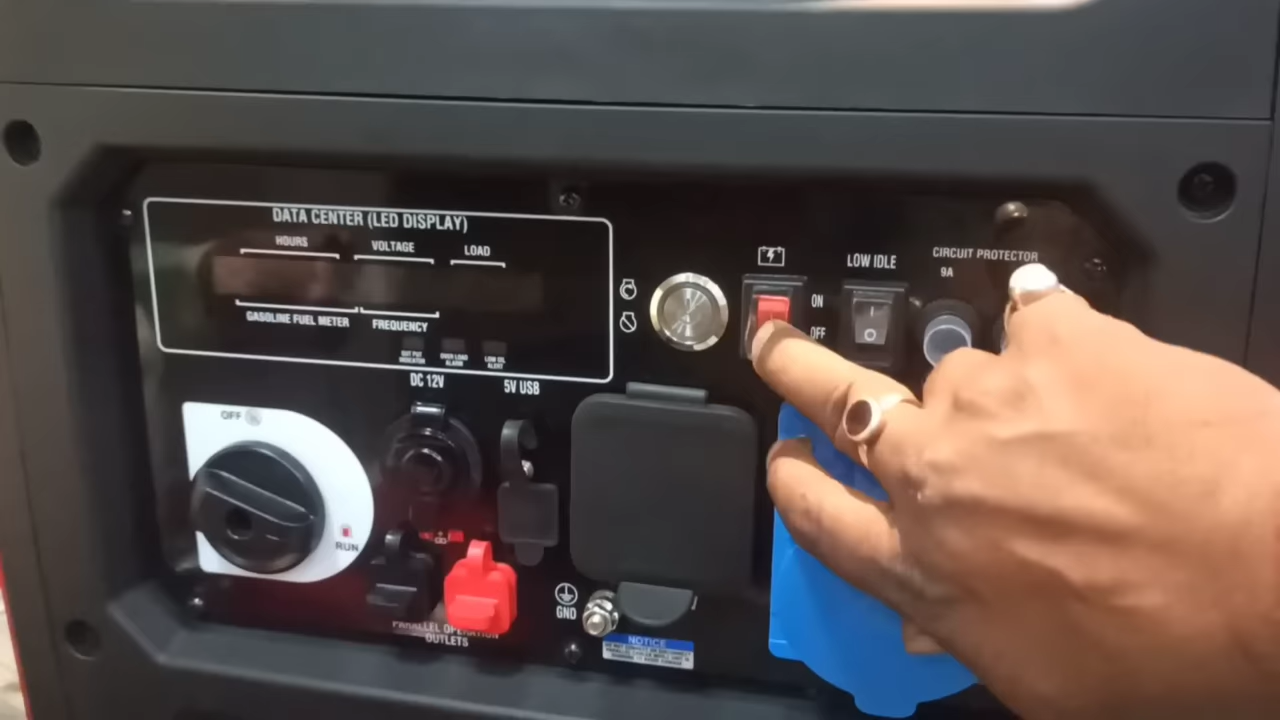 DATA CENTER (LED DISPLAY)
HOURS
VOLTAGE
LOAD
GASOLINE FUEL METER
FREQUENCY
OUT PUT
INDICATOR
OVER LOAD
ALARM
LOW OIL
ALERT
DC 12V
5V USB
ON
OFF
LOW IDLE
CIRCUIT PROTECTOR
9A
OFF
RUN
PARALLEL OPERATION
OUTLETS
GND
NOTICE